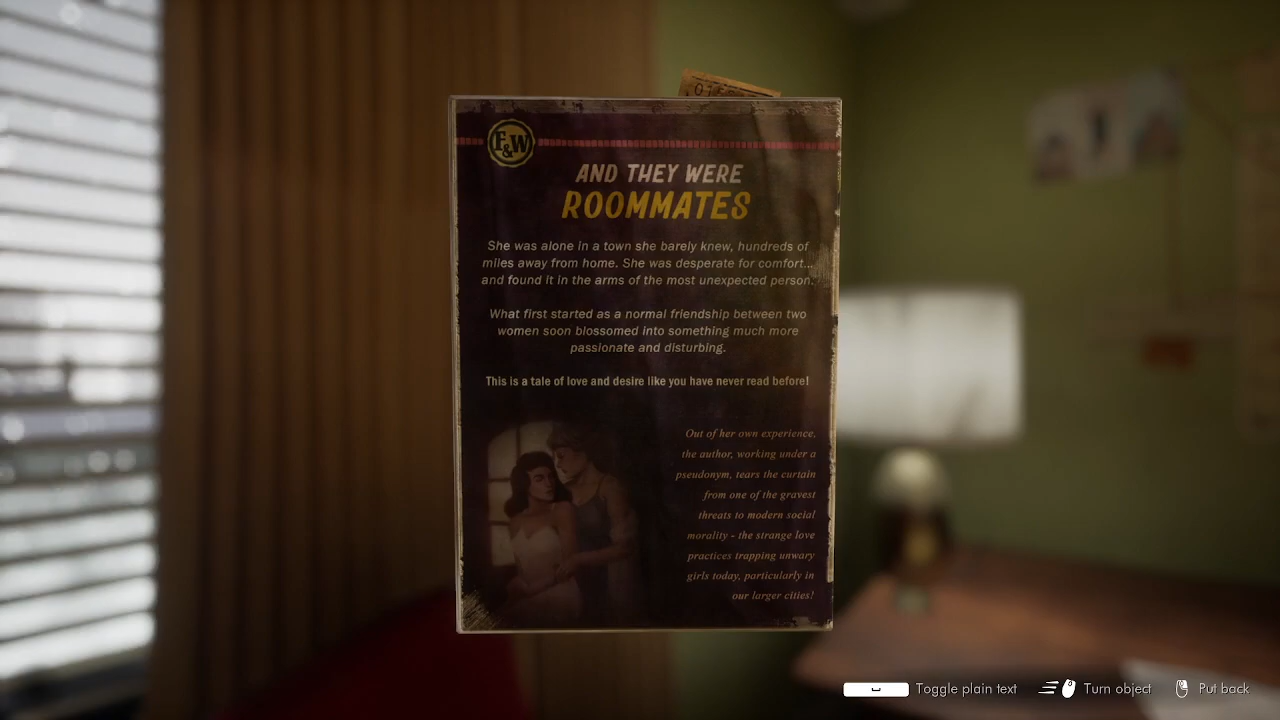 F&W
AND THEY WERE
ROOMMATES
She was alone in a town she barely knew, hundreds of
miles away from home. She was desperate for comfort...
and found it in the arms of the most unexpected person.
What first started as a normal friendship between two
women soon blossomed into something much more
passionate and disturbing.
This is a tale of love and desire like you have never read before!
Out of her own experience,
the author, working under a
pseudonym, tears the curtain
from one of the gravest
threats to modern social
morality - the strange love
practices trapping unwary
girls today, particularly in
our larger cities!
Toggle plain text
Turn object
Put back